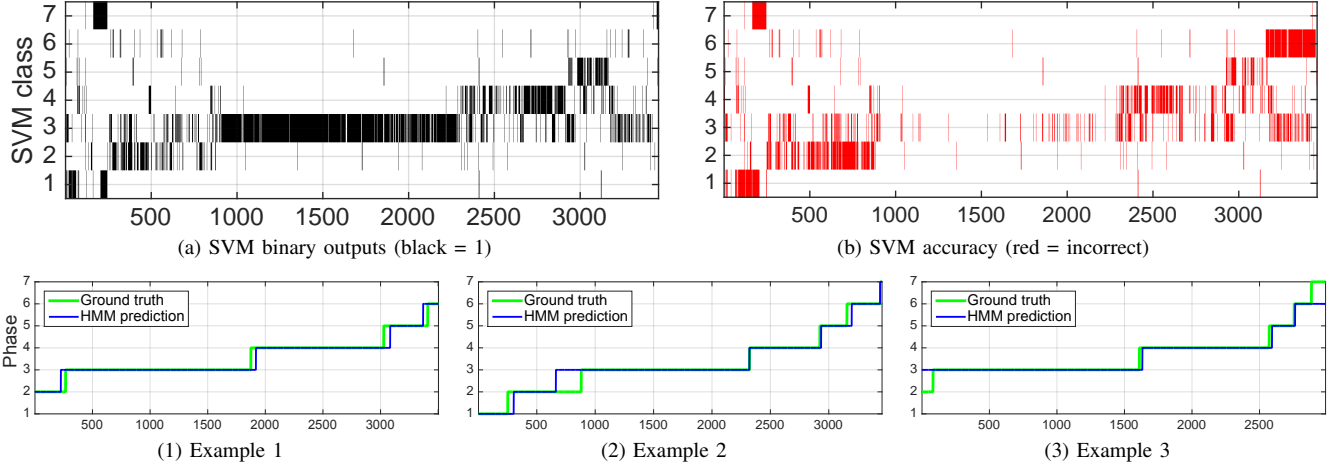 SVM class
7
6
5
4
3
2
1
500 1000 1500 2000 2500 3000
(a) SVM binary outputs (black = 1)
7
6
5
4
3
2
1
500 1000 1500 2000 2500 3000
(b) SVM accuracy (red = incorrect)
Phase
7
6
5
4
3
2
1
Ground truth
HMM prediction
500 1000 1500 2000 2500 3000
(1) Example 1
7
6
5
4
3
2
1
Ground truth
HMM prediction
500 1000 1500 2000 2500 3000
(2) Example 2
7
6
5
4
3
2
1
Ground truth
HMM prediction
500 1000 1500 2000 2500
(3) Example 3